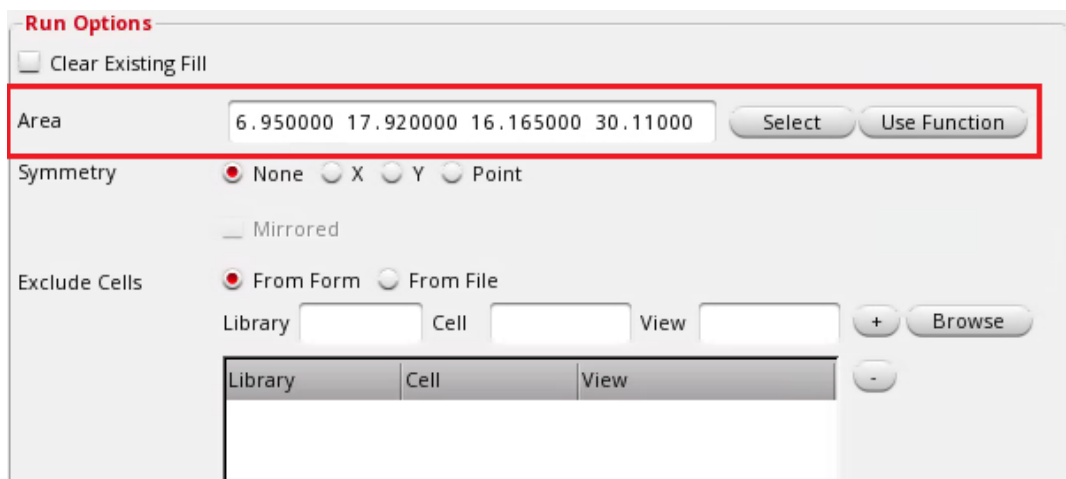 Run Options
Clear Existing Fill
Area 6.950000 17.920000 16.165000 30.11000 Select Use Function
Symmetry None X Y Point
Mirrored
Exclude Cells From Form From File
Library Cell View + Browse
Library Cell View -